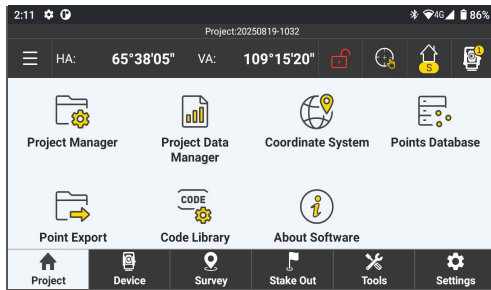 2:11 4G 86%
Project:20250819-1032
HA: 65°38'05" VA: 109°15'20" S 1
Project Manager
Project Data
Manager
Coordinate System
Points Database
Point Export
CODE
Code Library
About Software
Project Device Survey Stake Out Tools Settings